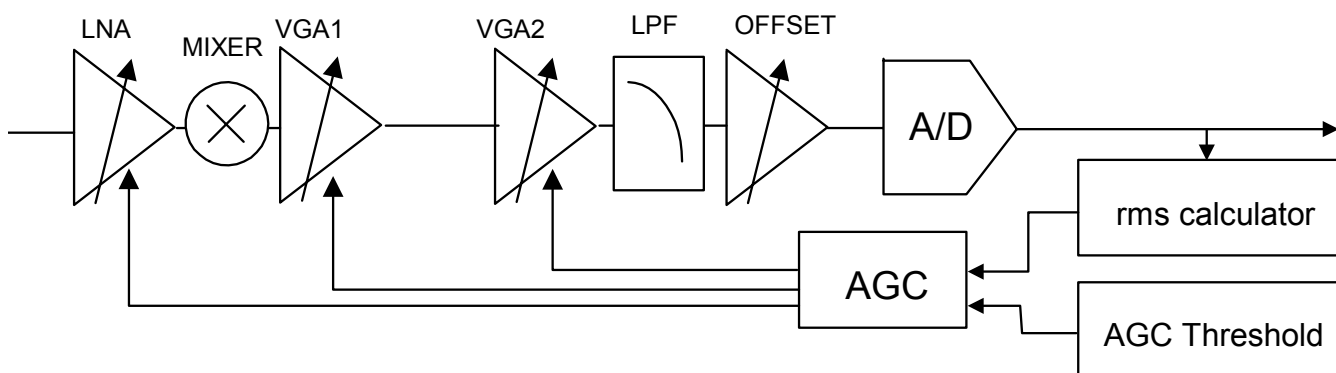 LNA
MIXER
VGA1
VGA2
LPF
OFFSET
A/D
rms calculator
AGC
AGC Threshold